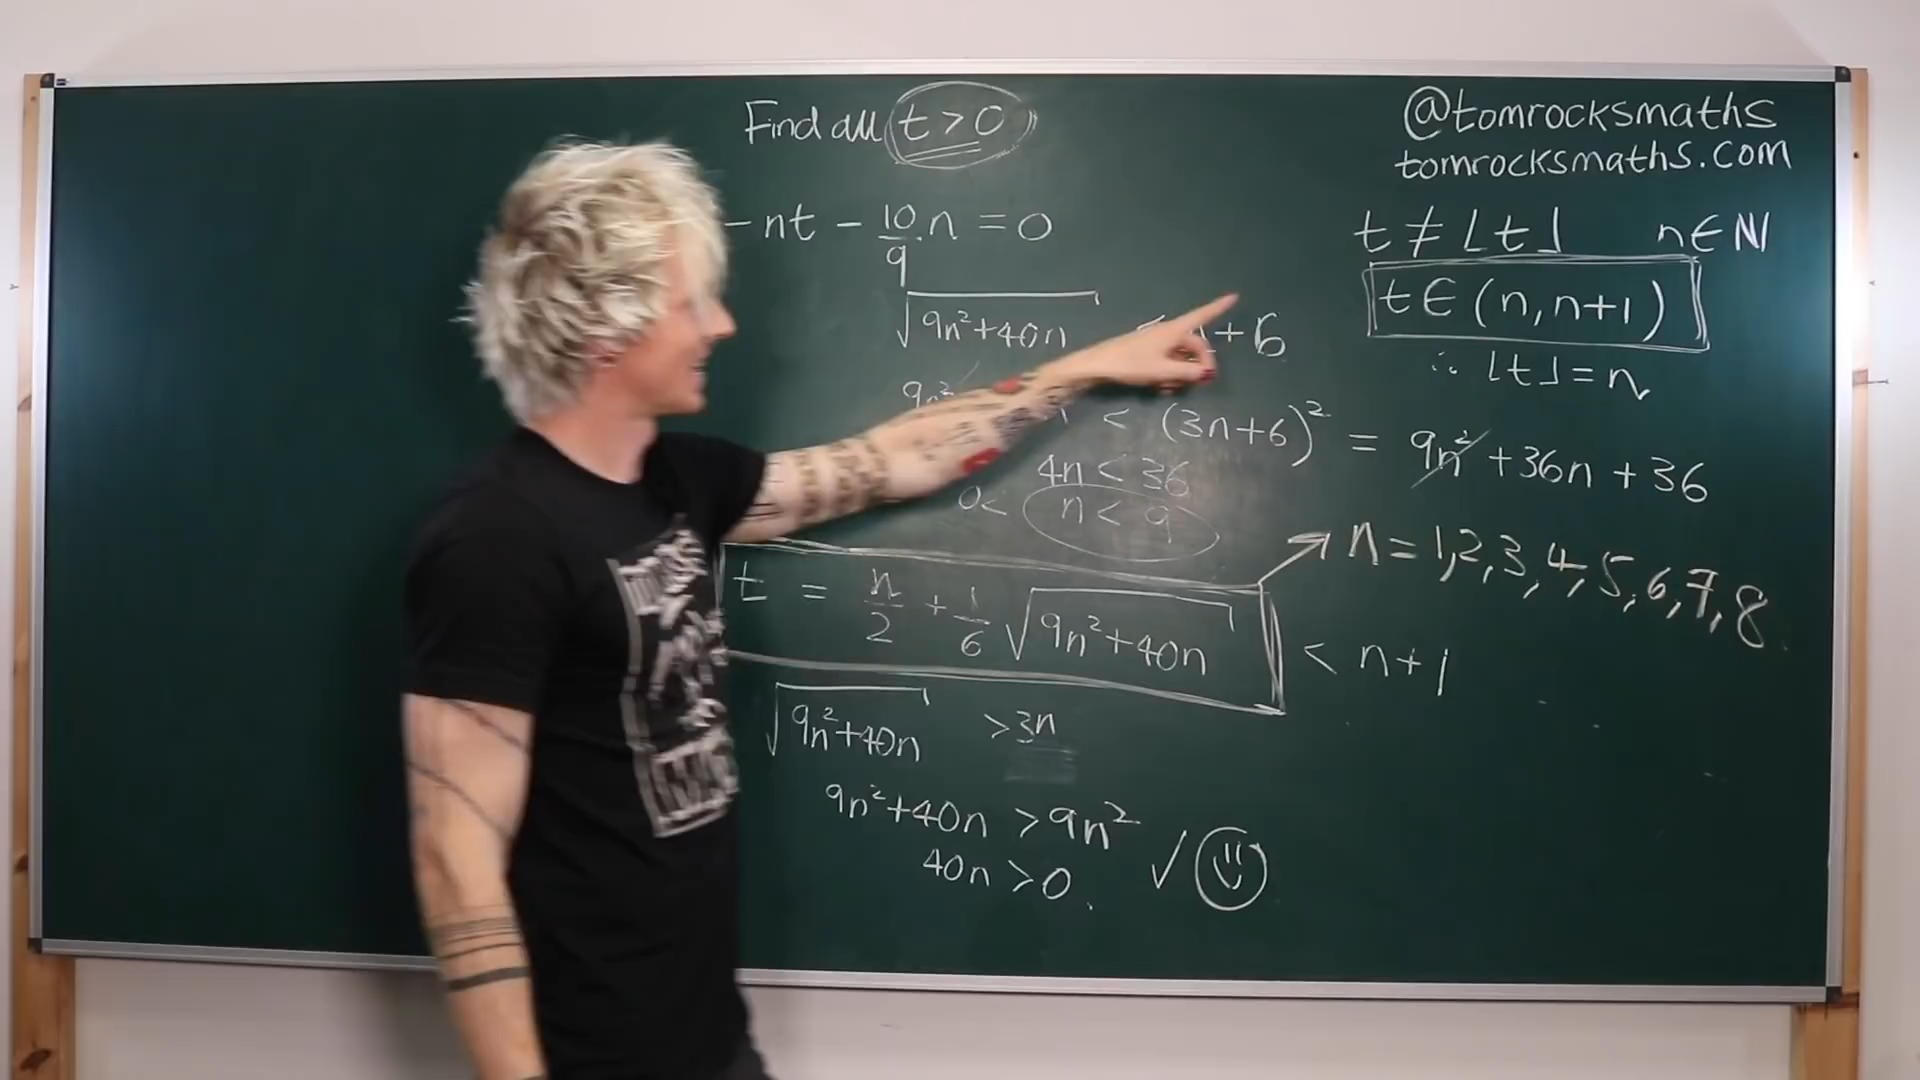 Find all t > 0
@tomrocksmaths
tomrocksmaths.com
- nt - 10/9 n = 0
t ≠ ⌊t⌋ n ∈ ℕ
t ∈ (n, n+1)
√(9n²+40n) < + 6
∴ ⌊t⌋ = n
9n² < (3n+6)² = 9n² + 36n + 36
4n < 36
0 < n < 9
n = 1,2,3,4,5,6,7,8.
t = n/2 + 1/6 √(9n²+40n) < n+1
√(9n²+40n) > 3n
9n²+40n > 9n²
40n > 0. ✓